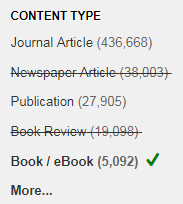 CONTENT TYPE
Journal Article (436,668)
Newspaper Article (38,003)
Publication (27,905)
Book Review (19,098)
Book / eBook (5,092)
More...